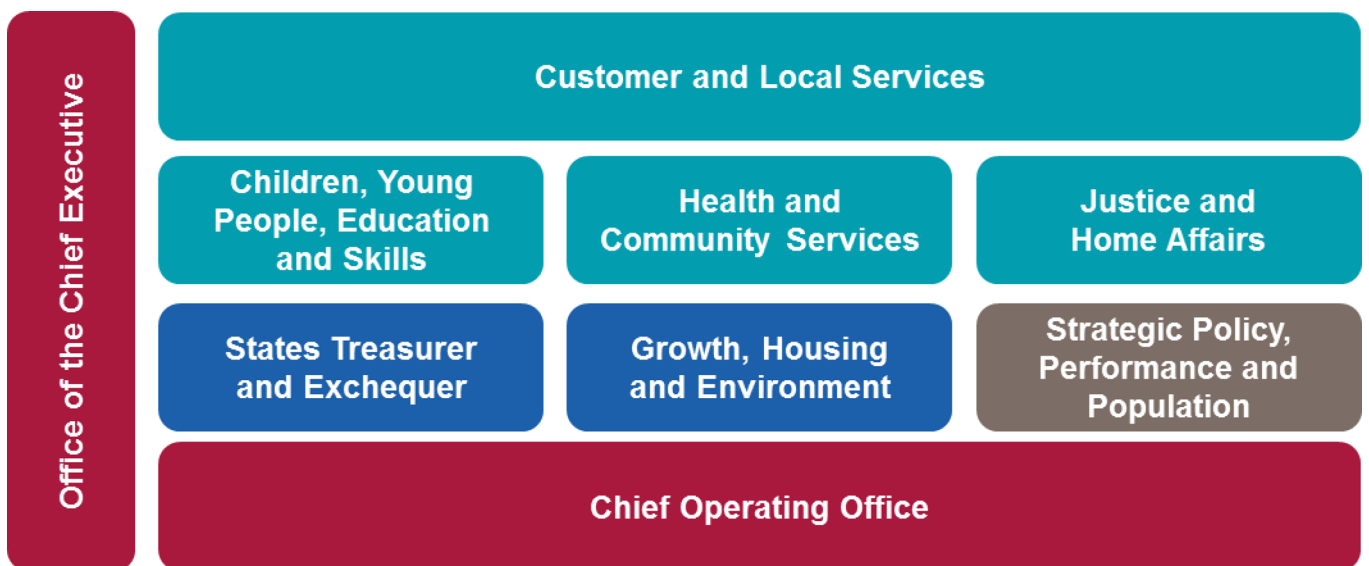 Office of the Chief Executive
Customer and Local Services
Children, Young
People, Education
and Skills
Health and
Community Services
Justice and
Home Affairs
States Treasurer
and Exchequer
Growth, Housing
and Environment
Strategic Policy,
Performance and
Population
Chief Operating Office